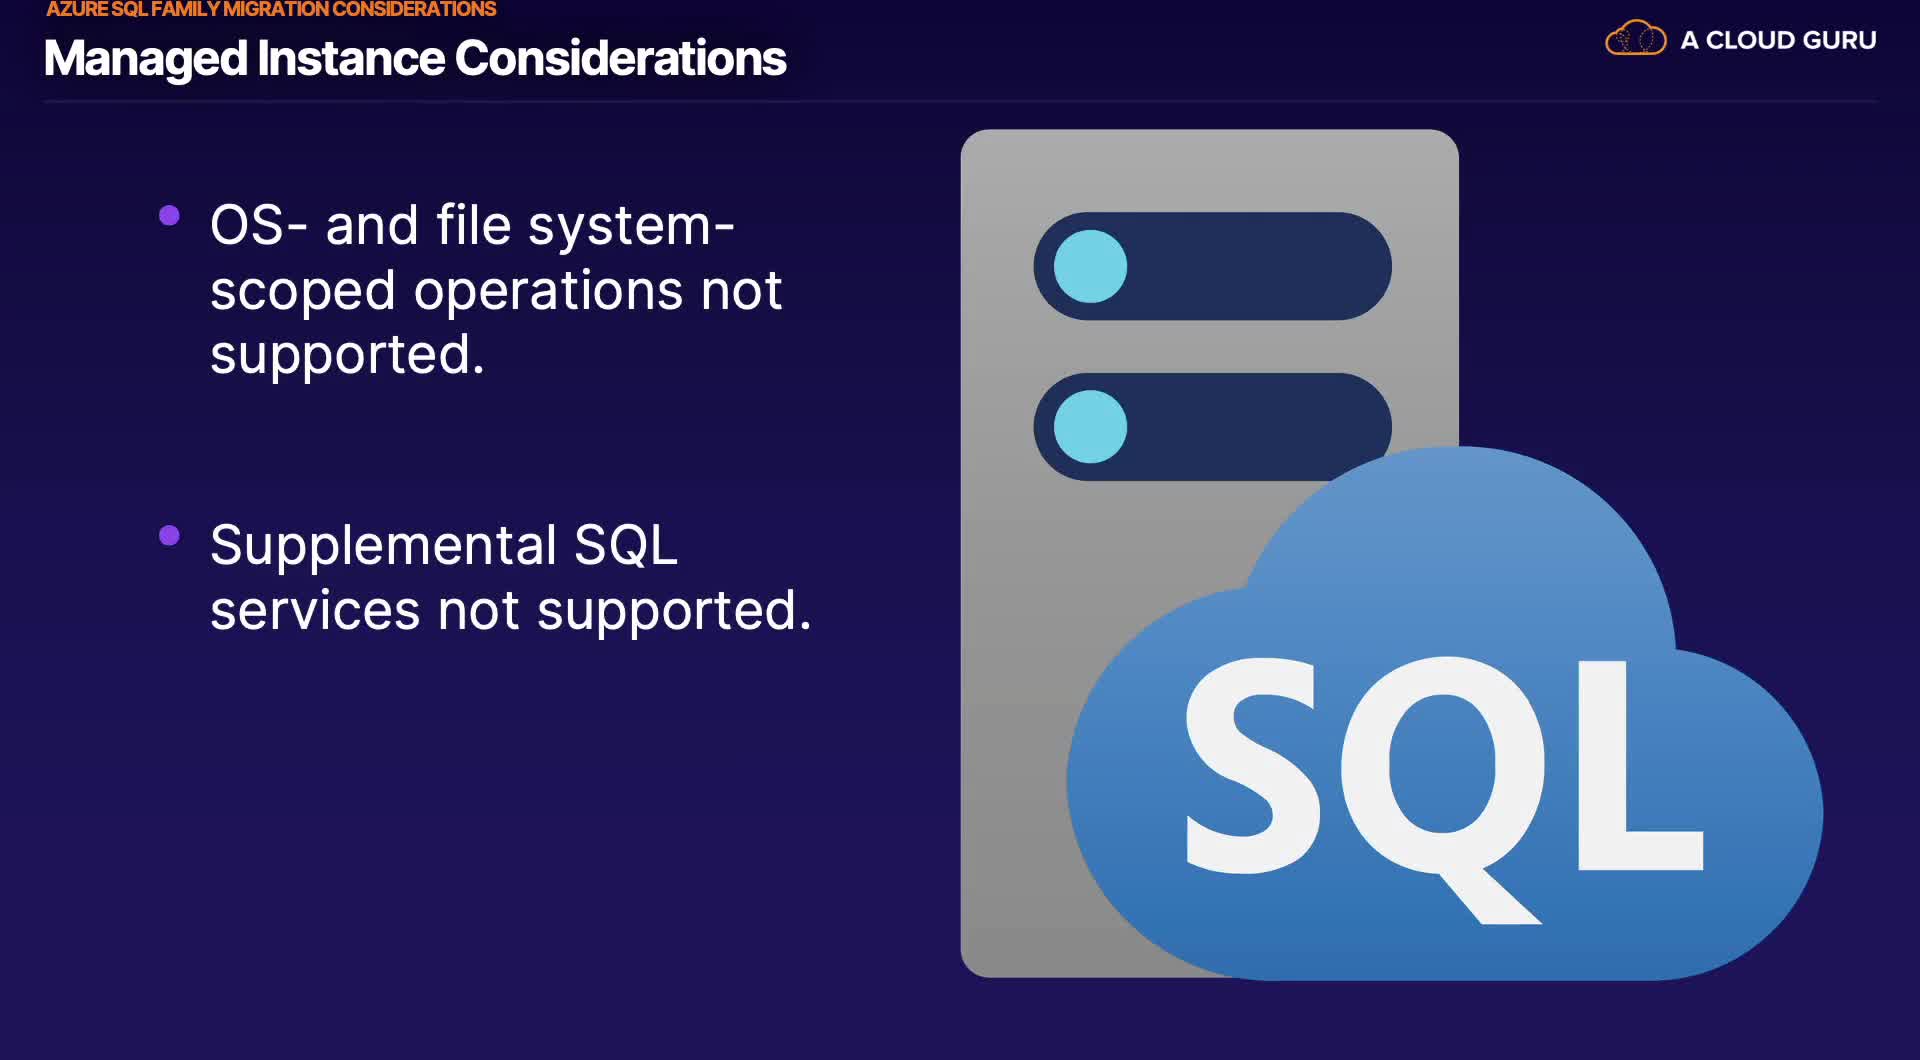 AZURE SQL FAMILY MIGRATION CONSIDERATIONS
Managed Instance Considerations
A CLOUD GURU
OS- and file system-
scoped operations not
supported.
Supplemental SQL
services not supported.
SQL